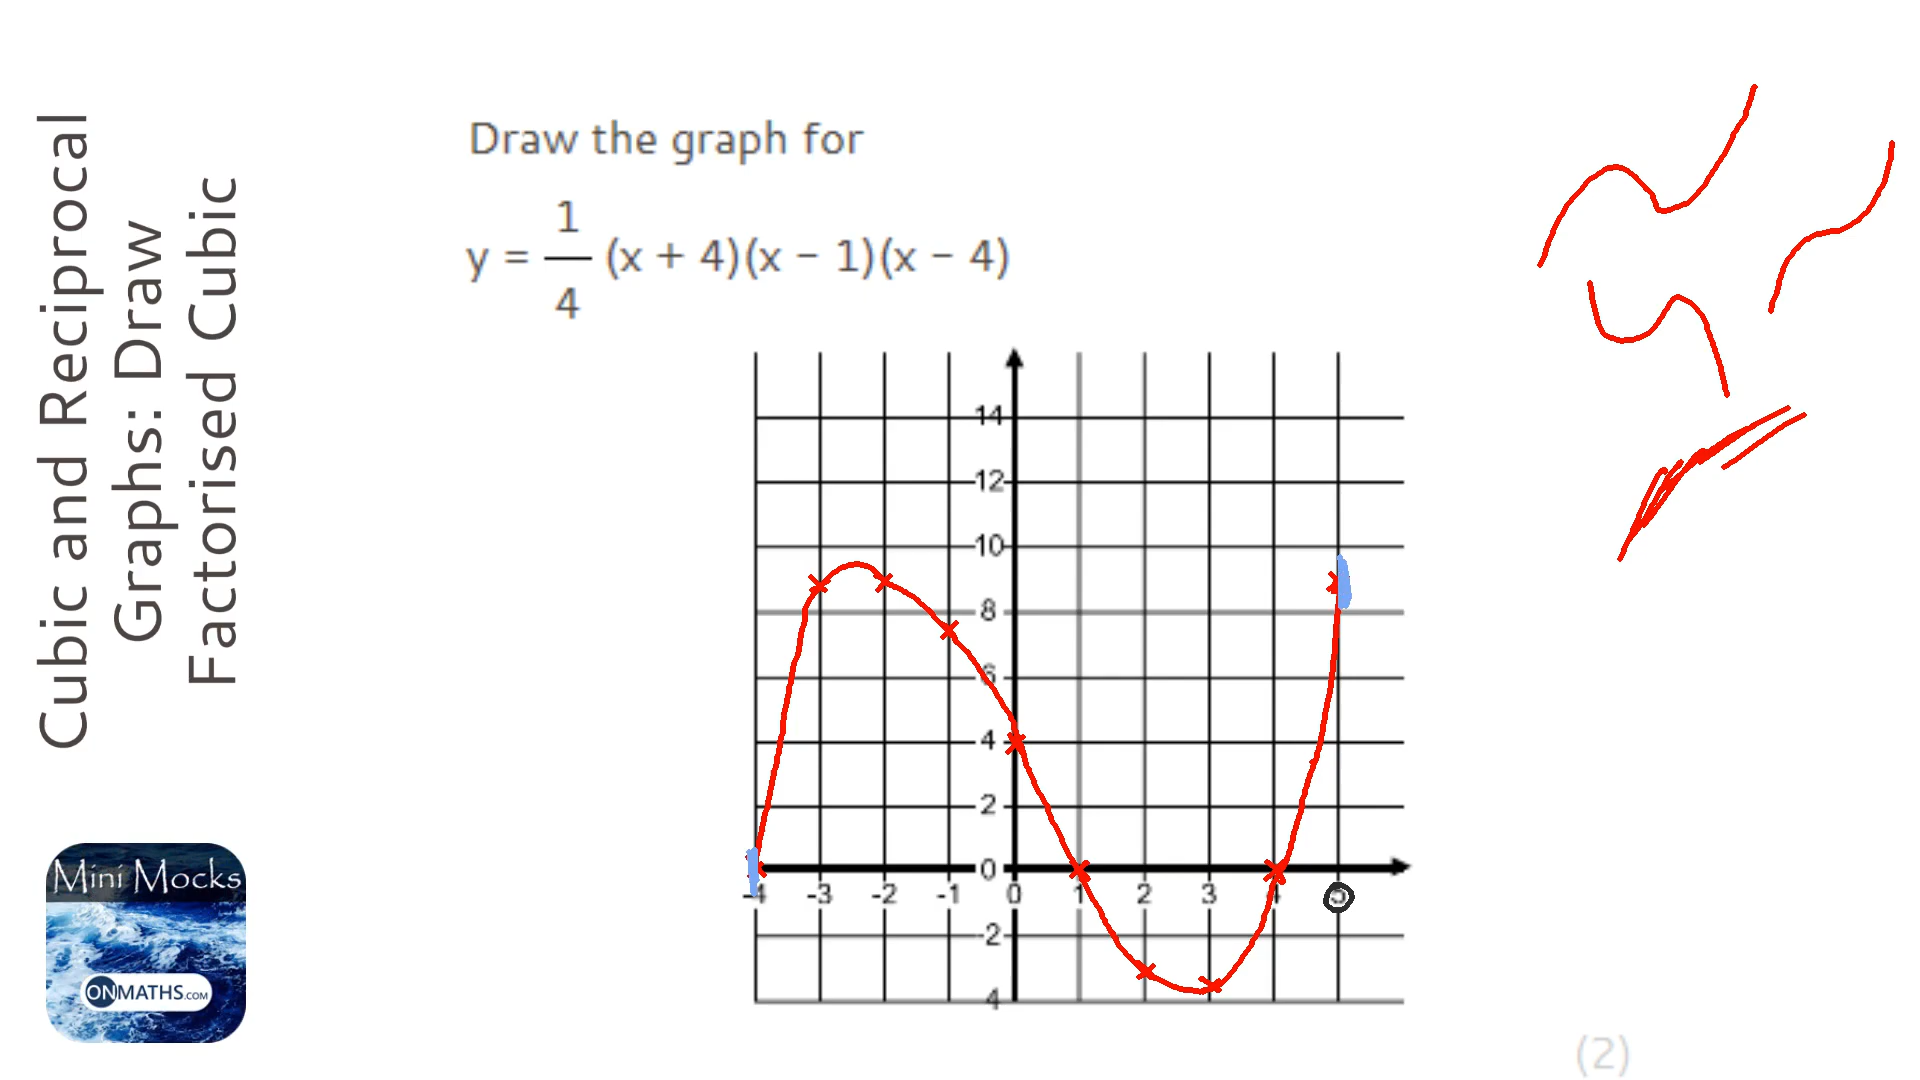 Cubic and Reciprocal
Graphs: Draw
Factorised Cubic
Draw the graph for
y = 1/4 (x + 4)(x − 1)(x − 4)
14
12
10
8
6
4
2
0
-4 -3 -2 -1 0 1 2 3 4 5
-2
4
Mini Mocks
ONMATHS.COM
(2)